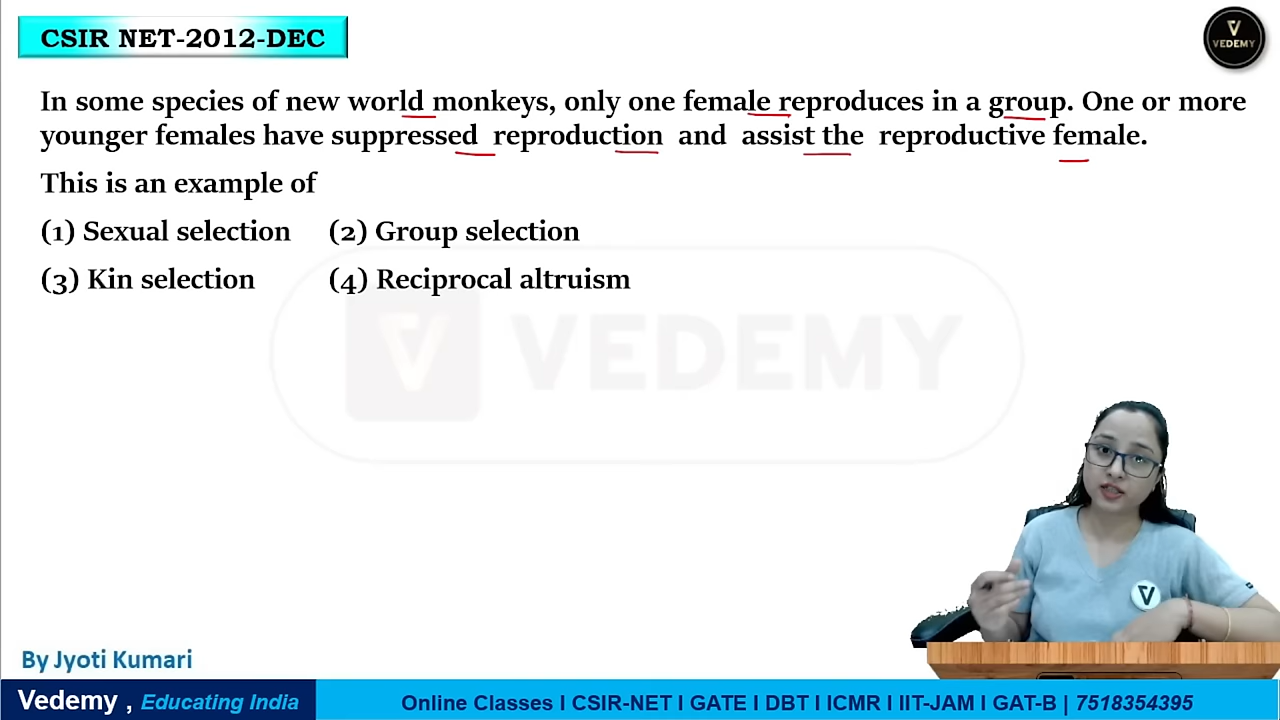 CSIR NET-2012-DEC
VEDEMY
In some species of new world monkeys, only one female reproduces in a group. One or more
younger females have suppressed reproduction and assist the reproductive female.
This is an example of
(1) Sexual selection (2) Group selection
(3) Kin selection (4) Reciprocal altruism
VEDEMY
By Jyoti Kumari
Vedemy , Educating India
Online Classes I CSIR-NET I GATE I DBT I ICMR I IIT-JAM I GAT-B | 7518354395